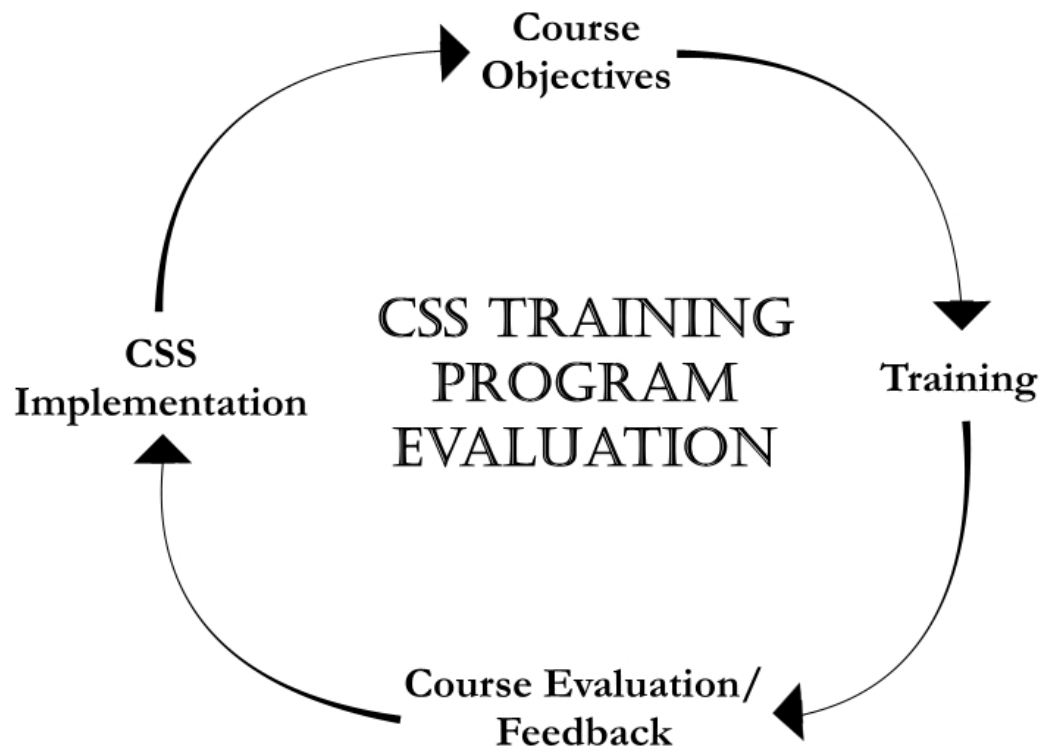 Course
Objectives
CSS TRAINING
PROGRAM
EVALUATION
CSS
Implementation
Training
Course Evaluation/
Feedback